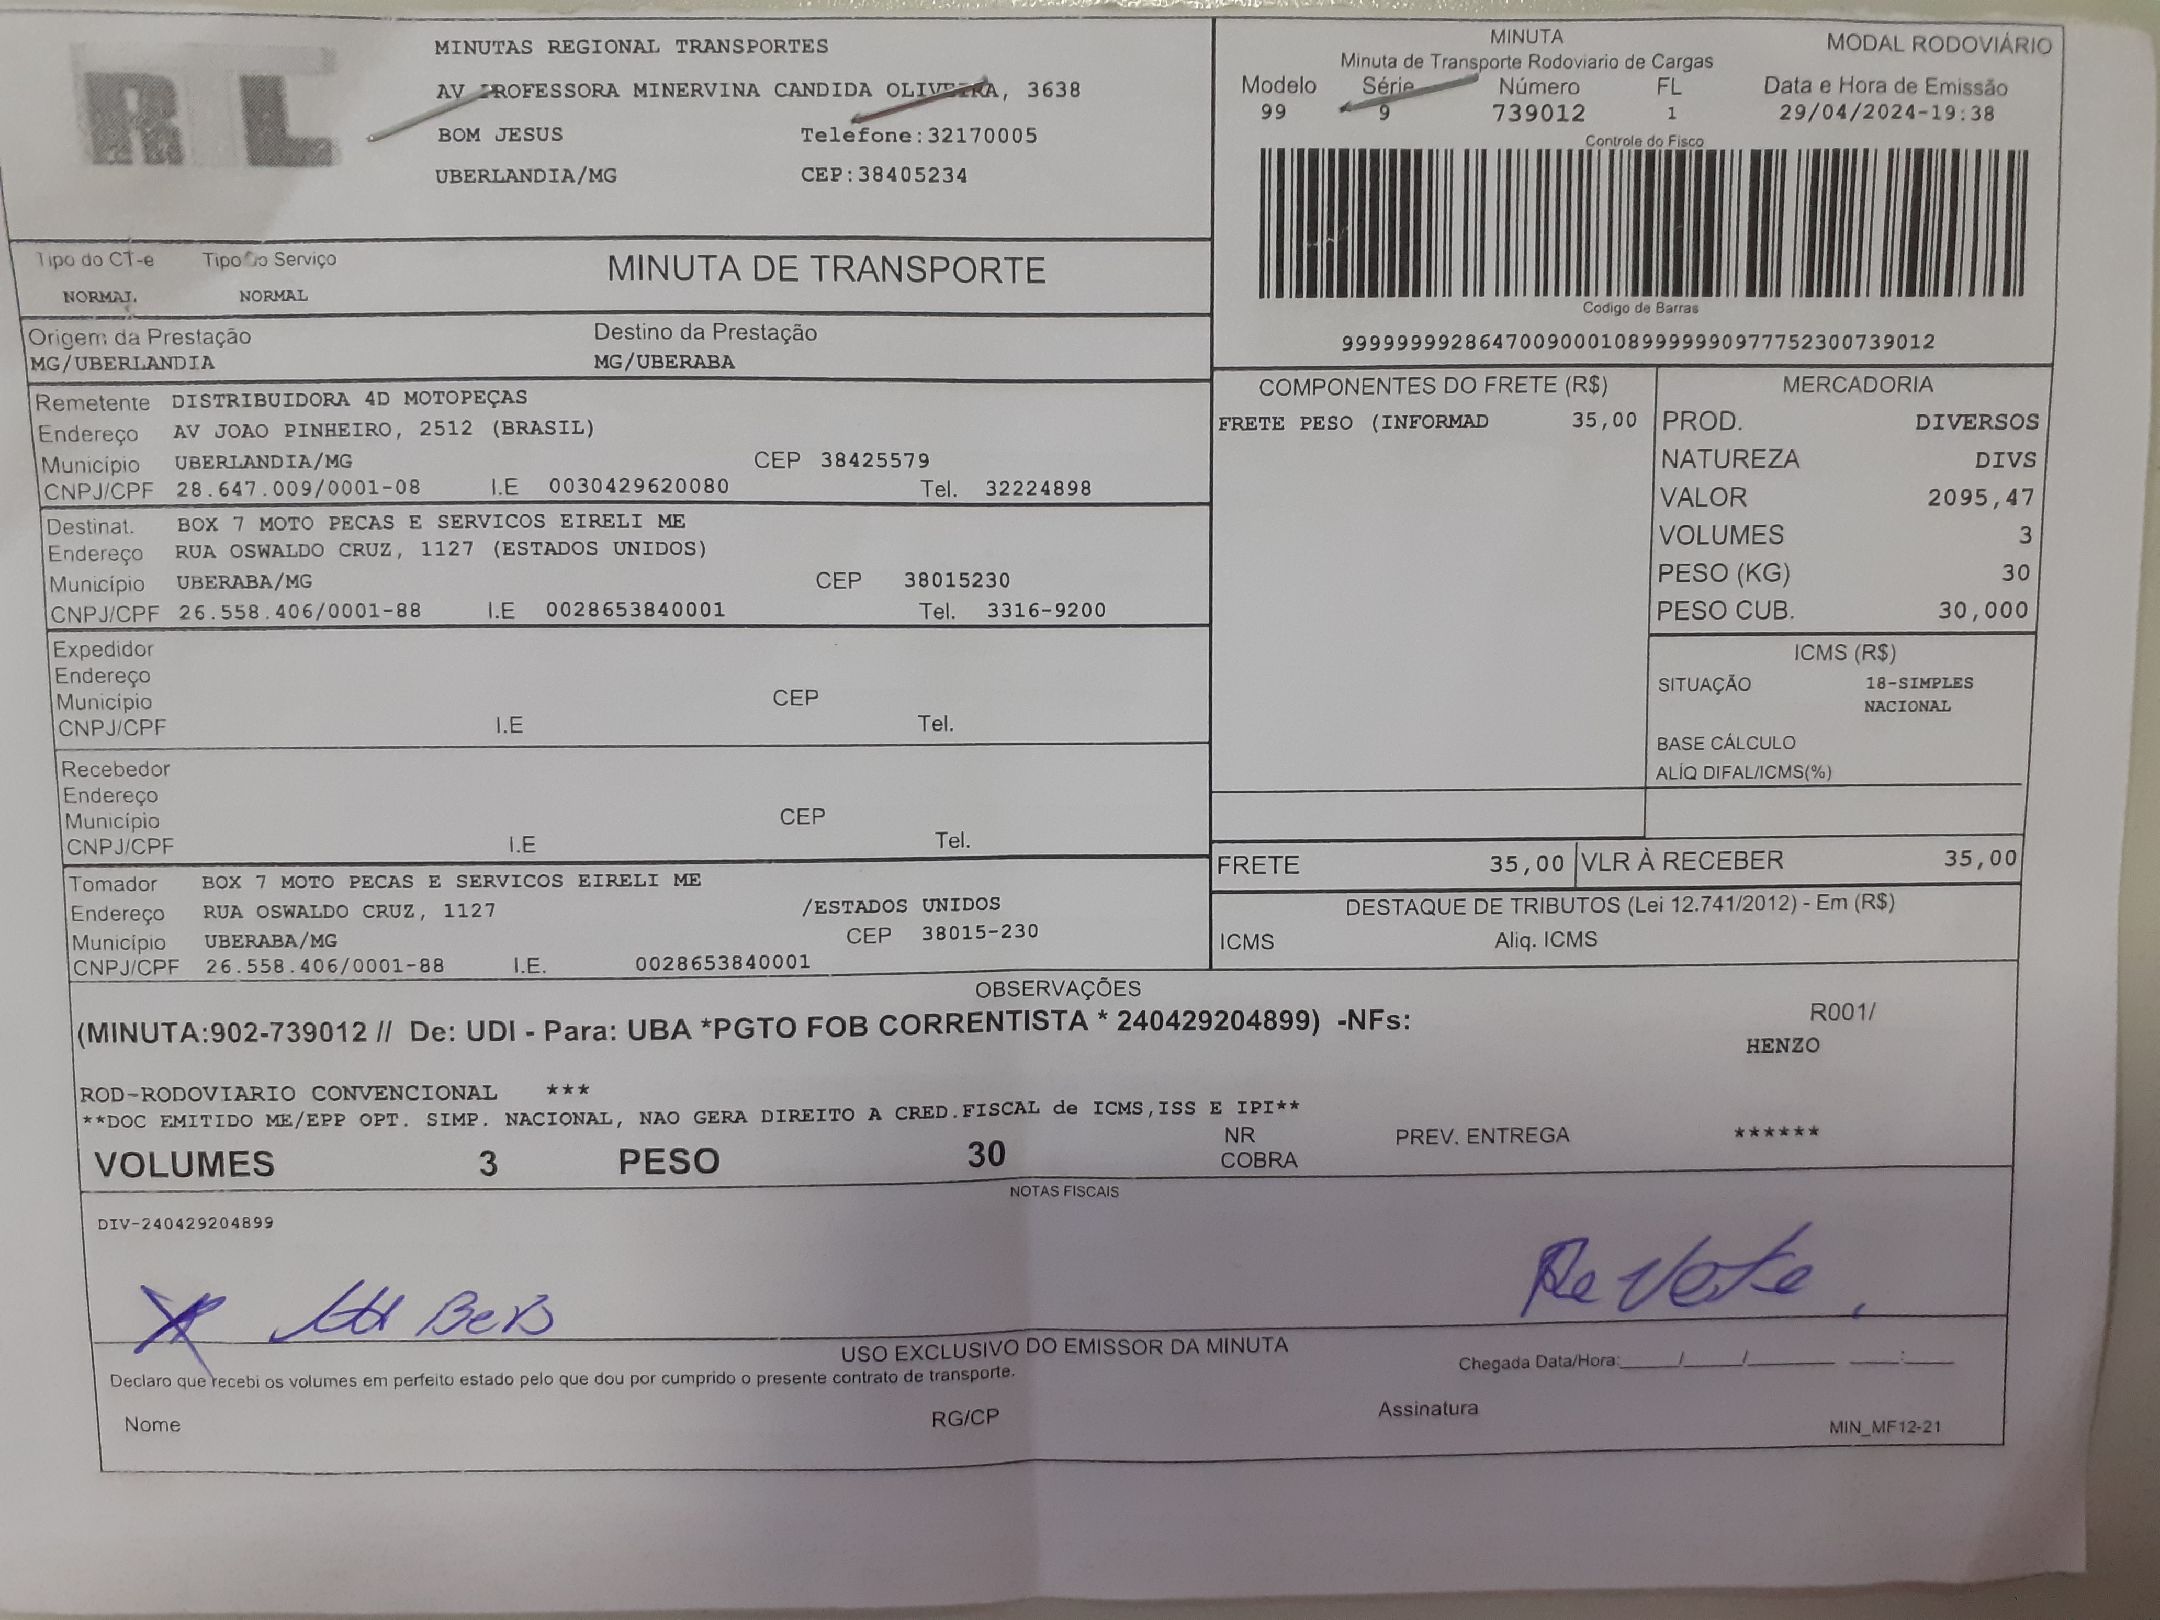 RTL
MINUTAS REGIONAL TRANSPORTES
AV PROFESSORA MINERVINA CANDIDA OLIVEIRA, 3638
BOM JESUS Telefone:32170005
UBERLANDIA/MG CEP:38405234
MINUTA MODAL RODOVIÁRIO
Minuta de Transporte Rodoviario de Cargas
Modelo Série Número FL Data e Hora de Emissão
99 9 739012 1 29/04/2024-19:38
Controle do Fisco
Codigo de Barras
Tipo do CT-e Tipo do Serviço MINUTA DE TRANSPORTE
NORMAL NORMAL
Origem da Prestação Destino da Prestação
MG/UBERLANDIA MG/UBERABA
Remetente DISTRIBUIDORA 4D MOTOPEÇAS
Endereço AV JOAO PINHEIRO, 2512 (BRASIL)
Município UBERLANDIA/MG CEP 38425579
CNPJ/CPF 28.647.009/0001-08 I.E 0030429620080 Tel. 32224898
Destinat. BOX 7 MOTO PECAS E SERVICOS EIRELI ME
Endereço RUA OSWALDO CRUZ, 1127 (ESTADOS UNIDOS)
Município UBERABA/MG CEP 38015230
CNPJ/CPF 26.558.406/0001-88 I.E 0028653840001 Tel. 3316-9200
Expedidor
Endereço
Município CEP
CNPJ/CPF I.E Tel.
Recebedor
Endereço
Município CEP
CNPJ/CPF I.E Tel.
Tomador BOX 7 MOTO PECAS E SERVICOS EIRELI ME
Endereço RUA OSWALDO CRUZ, 1127 /ESTADOS UNIDOS
Município UBERABA/MG CEP 38015-230
CNPJ/CPF 26.558.406/0001-88 I.E. 0028653840001
COMPONENTES DO FRETE (R$)
FRETE PESO (INFORMAD 35,00
MERCADORIA
PROD. DIVERSOS
NATUREZA DIVS
VALOR 2095,47
VOLUMES 3
PESO (KG) 30
PESO CUB. 30,000
ICMS (R$)
SITUAÇÃO 18-SIMPLES
NACIONAL
BASE CÁLCULO
ALÍQ DIFAL/ICMS(%)
FRETE 35,00 VLR À RECEBER 35,00
DESTAQUE DE TRIBUTOS (Lei 12.741/2012) - Em (R$)
ICMS Aliq. ICMS
OBSERVAÇÕES
(MINUTA:902-739012 // De: UDI - Para: UBA *PGTO FOB CORRENTISTA * 240429204899) -NFs: R001/
HENZO
ROD-RODOVIARIO CONVENCIONAL ***
**DOC EMITIDO ME/EPP OPT. SIMP. NACIONAL, NAO GERA DIREITO A CRED.FISCAL de ICMS,ISS E IPI**
VOLUMES 3 PESO 30 NR COBRA PREV. ENTREGA ******
NOTAS FISCAIS
DIV-240429204899
USO EXCLUSIVO DO EMISSOR DA MINUTA
Declaro que recebi os volumes em perfeito estado pelo que dou por cumprido o presente contrato de transporte. Chegada Data/Hora:____/____/______ ____:____
Nome RG/CP Assinatura
MIN_MF12-21